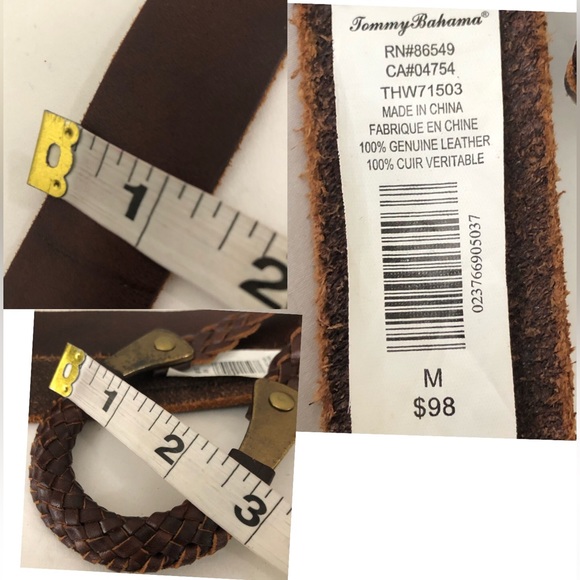 1
2
Tommy Bahama®
RN#86549
CA#04754
THW71503
MADE IN CHINA
FABRIQUE EN CHINE
100% GENUINE LEATHER
100% CUIR VERITABLE
023766905037
M
$98
1
2
3